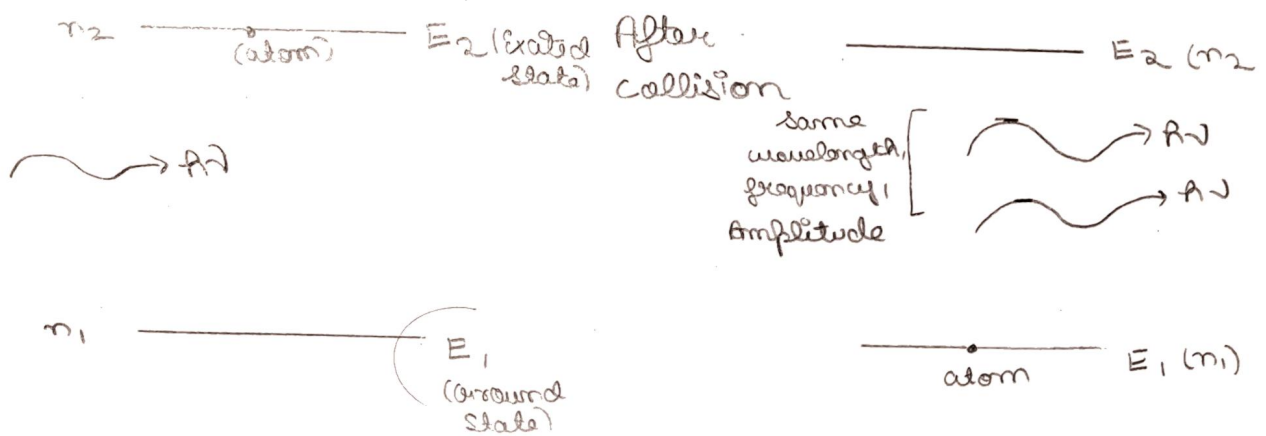 n2
(atom)
E2 (Exated
State)
After
Collision
E2 (n2
hν
same
wavelength,
frequency,
Amplitude
hν
hν
n1
E1
(Ground
State)
atom
E1 (n1)